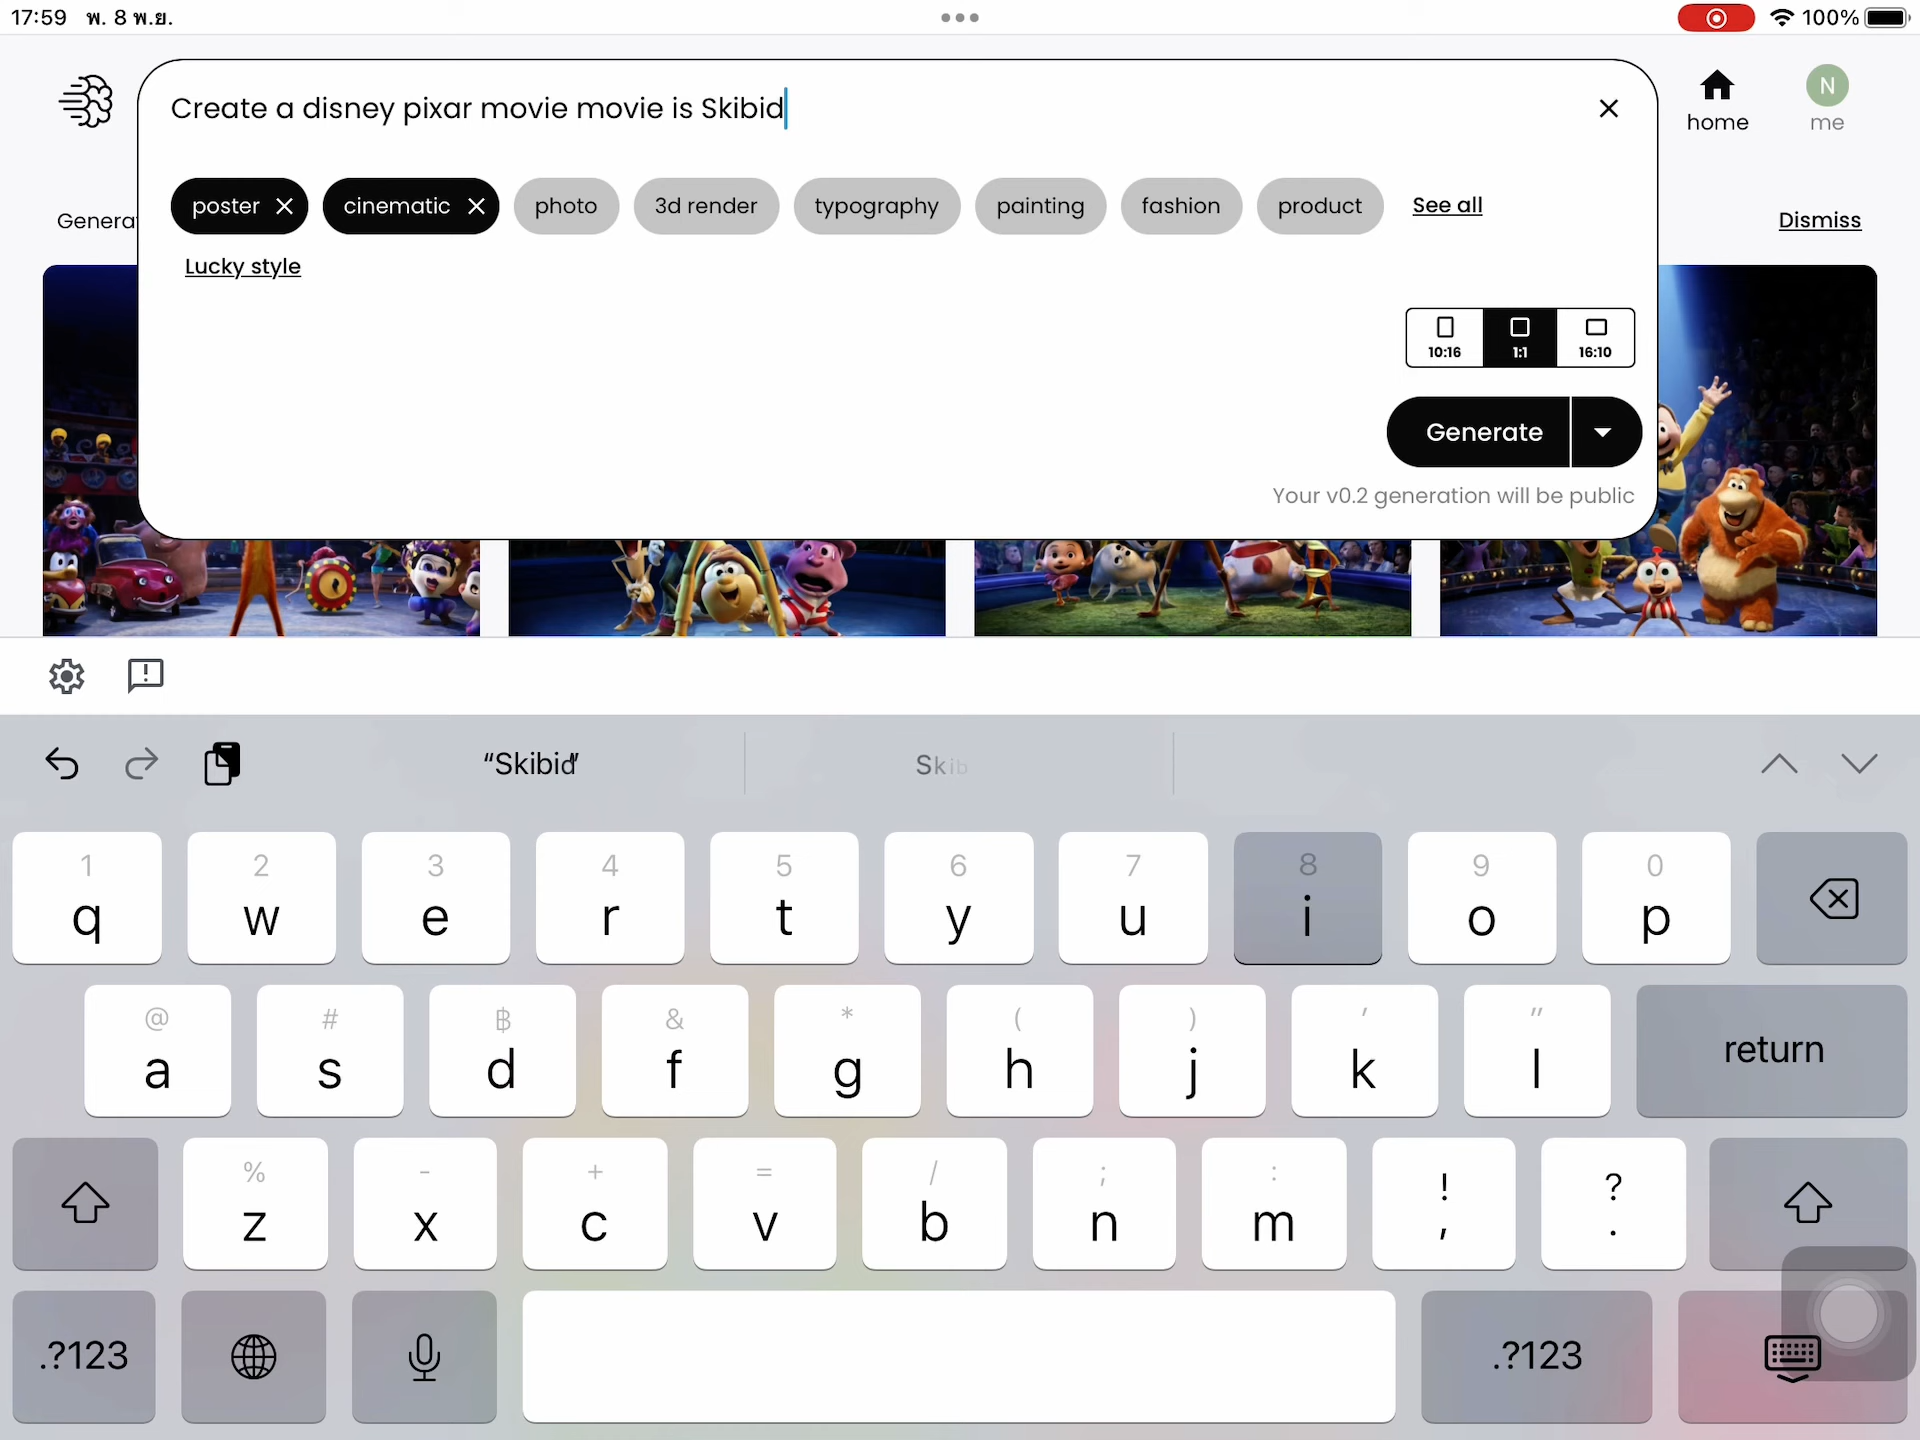 17:59 พ. 8 พ.ย.
100%
Create a disney pixar movie movie is Skibid
home
N
me
poster cinematic photo 3d render typography painting fashion product See all
Genera
Dismiss
Lucky style
10:16 1:1 16:10
Generate
Your v0.2 generation will be public
“Skibid” Skib
1 2 3 4 5 6 7 8 9 0
q w e r t y u i o p
@ # ฿ & * ( ) ' "
a s d f g h j k l return
% - + = / ; : ! ?
z x c v b n m , .
.?123 .?123